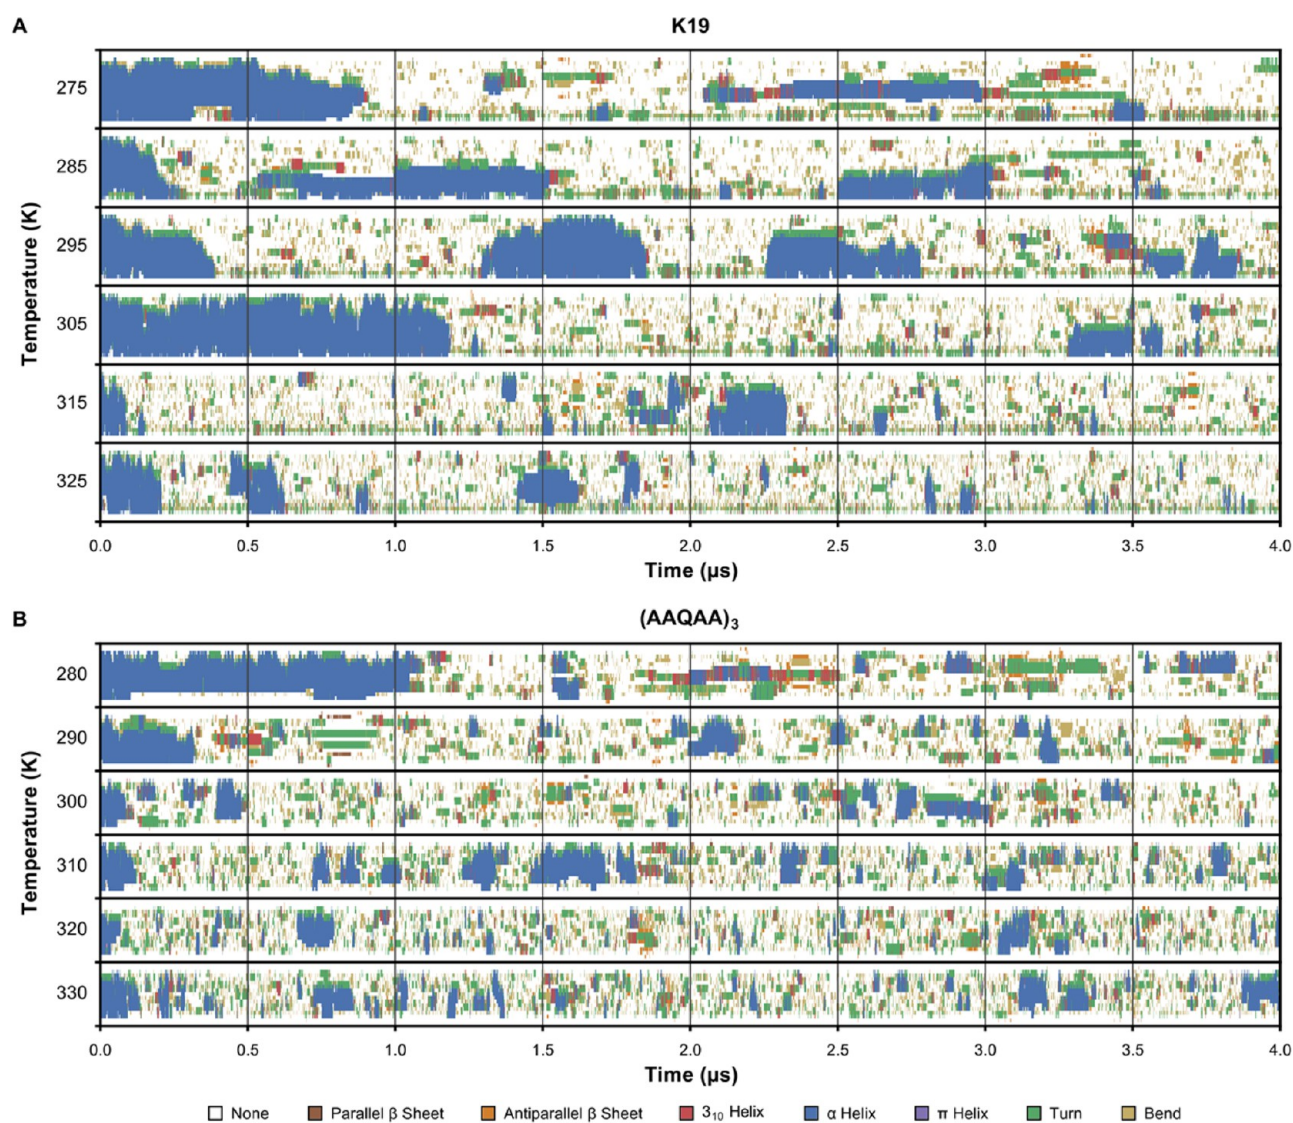 A
K19
Temperature (K)
275
285
295
305
315
325
0.0 0.5 1.0 1.5 2.0 2.5 3.0 3.5 4.0
Time (µs)
B
(AAQAA)₃
Temperature (K)
280
290
300
310
320
330
0.0 0.5 1.0 1.5 2.0 2.5 3.0 3.5 4.0
Time (µs)
None Parallel β Sheet Antiparallel β Sheet 3₁₀ Helix α Helix π Helix Turn Bend